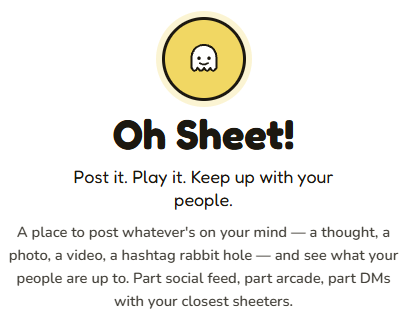 Oh Sheet!
Post it. Play it. Keep up with your
people.
A place to post whatever's on your mind — a thought, a
photo, a video, a hashtag rabbit hole — and see what your
people are up to. Part social feed, part arcade, part DMs
with your closest sheeters.